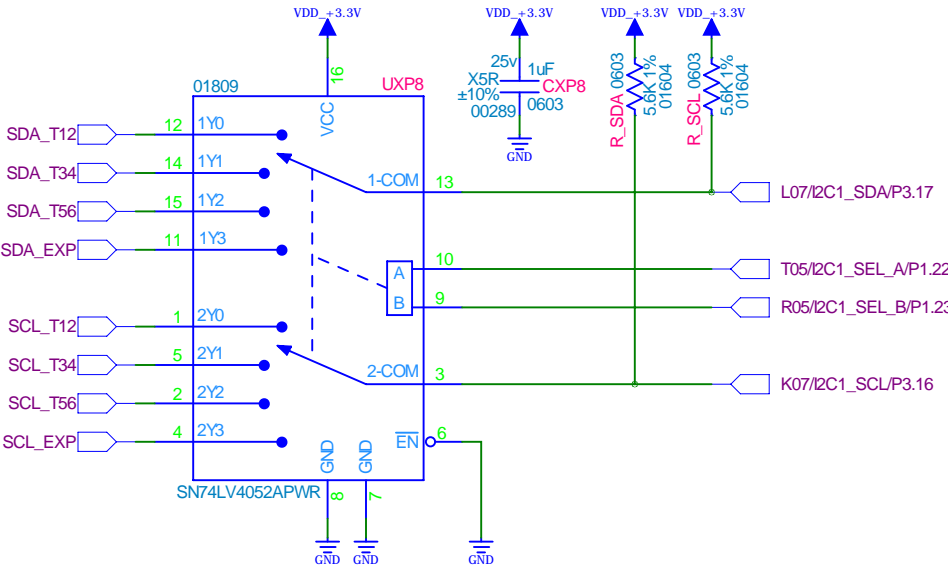 VDD_+3.3V
VDD_+3.3V
VDD_+3.3V
VDD_+3.3V
01809
16
VCC
UXP8
25v
X5R
±10%
00289
1uF
CXP8
0603
GND
R_SDA 0603
5.6K 1%
01604
R_SCL 0603
5.6K 1%
01604
SDA_T12
12
1Y0
SDA_T34
14
1Y1
1-COM
13
L07/I2C1_SDA/P3.17
SDA_T56
15
1Y2
SDA_EXP
11
1Y3
A
10
T05/I2C1_SEL_A/P1.22
B
9
R05/I2C1_SEL_B/P1.23
SCL_T12
1
2Y0
SCL_T34
5
2Y1
2-COM
3
K07/I2C1_SCL/P3.16
SCL_T56
2
2Y2
SCL_EXP
4
2Y3
GND
GND
EN
6
SN74LV4052APWR
8
7
GND
GND
GND